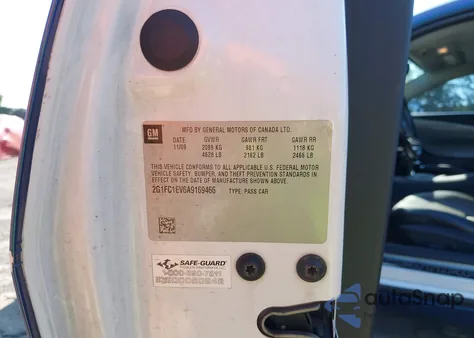 GM
MFD BY GENERAL MOTORS OF CANADA LTD.
DATE GVWR GAWR FRT GAWR RR
11/09 2099 KG 981 KG 1118 KG
4628 LB 2162 LB 2466 LB
THIS VEHICLE CONFORMS TO ALL APPLICABLE U.S. FEDERAL MOTOR
VEHICLE SAFETY, BUMPER, AND THEFT PREVENTION STANDARDS IN
EFFECT ON THE DATE OF MANUFACTURE SHOWN ABOVE.
2G1FC1EV6A9169466 TYPE: PASS CAR
SAFE-GUARD
autoSnap